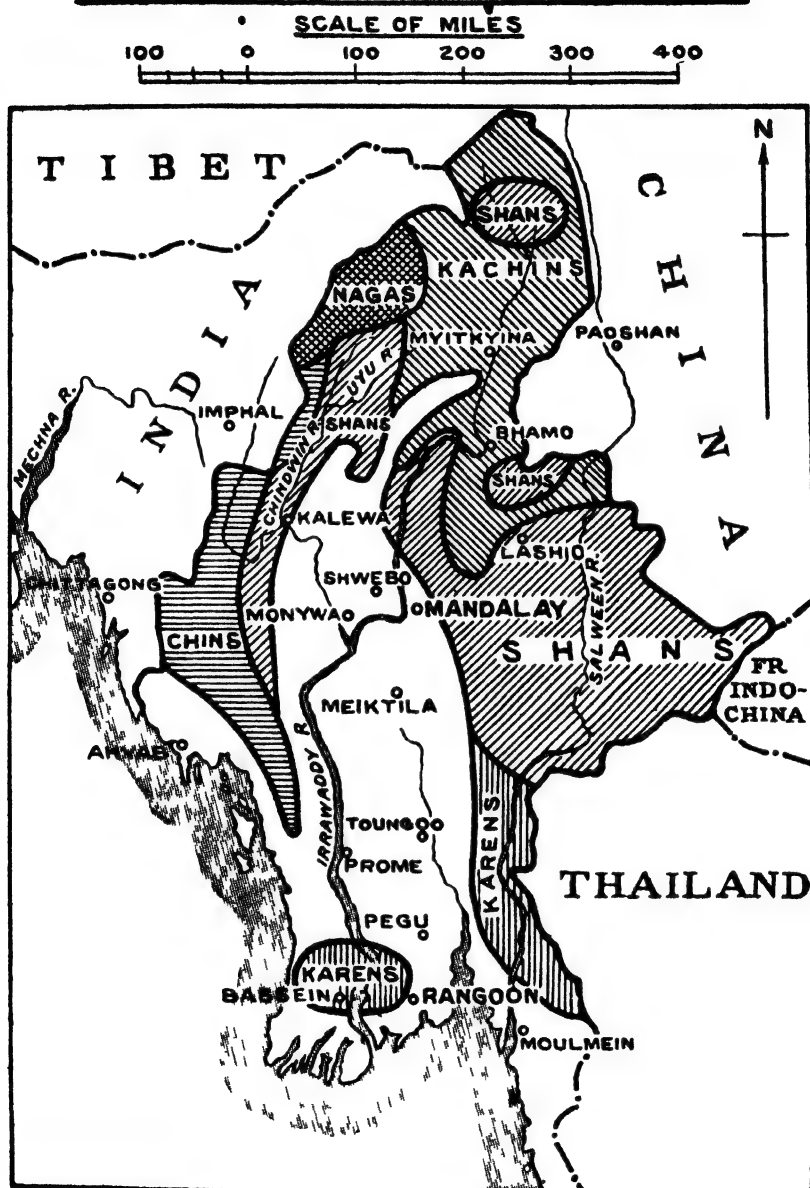 SCALE OF MILES
100 0 100 200 300 400
N
TIBET
CHINA
INDIA
SHANS
KACHINS
NAGAS
MYITKYINA
PAOSHAN
UYU R.
MEGHNA R.
IMPHAL
SHANS
CHINDWIN R.
BHAMO
SHANS
KALEWA
LASHIO
SHWEBO
CHITTAGONG
MONYWA
MANDALAY
CHINS
SHANS
SALWEEN R.
FR
INDO-
CHINA
MEIKTILA
AKYAB
IRRAWADDY R.
TOUNGOO
KARENS
PROME
THAILAND
PEGU
KARENS
BASSEIN
RANGOON
MOULMEIN